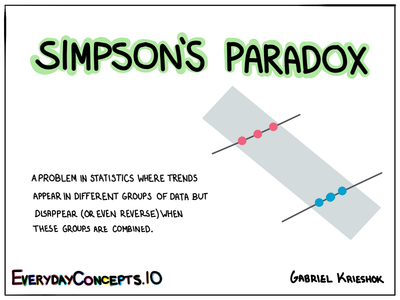 SIMPSON'S PARADOX
A PROBLEM IN STATISTICS WHERE TRENDS
APPEAR IN DIFFERENT GROUPS OF DATA BUT
DISAPPEAR (OR EVEN REVERSE) WHEN
THESE GROUPS ARE COMBINED.
EVERYDAYCONCEPTS.IO
GABRIEL KRIESHOK